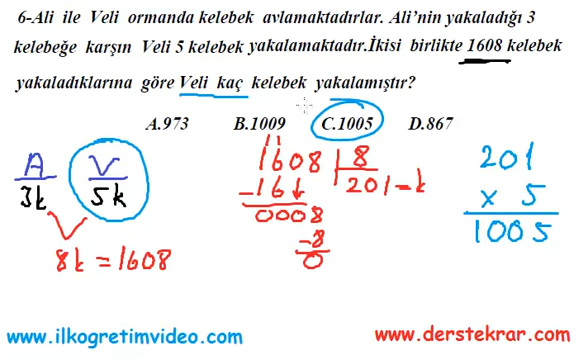 6-Ali ile Veli ormanda kelebek avlamaktadırlar. Ali’nin yakaladığı 3
kelebeğe karşın Veli 5 kelebek yakalamaktadır.İkisi birlikte 1608 kelebek
yakaladıklarına göre Veli kaç kelebek yakalamıştır?
A.973 B.1009 C.1005 D.867
A V
3k 5k
8k = 1608
1608 8
-16 201 = k
0008
-8
0
201
x 5
1005
www.ilkogretimvideo.com www.derstekrar.com